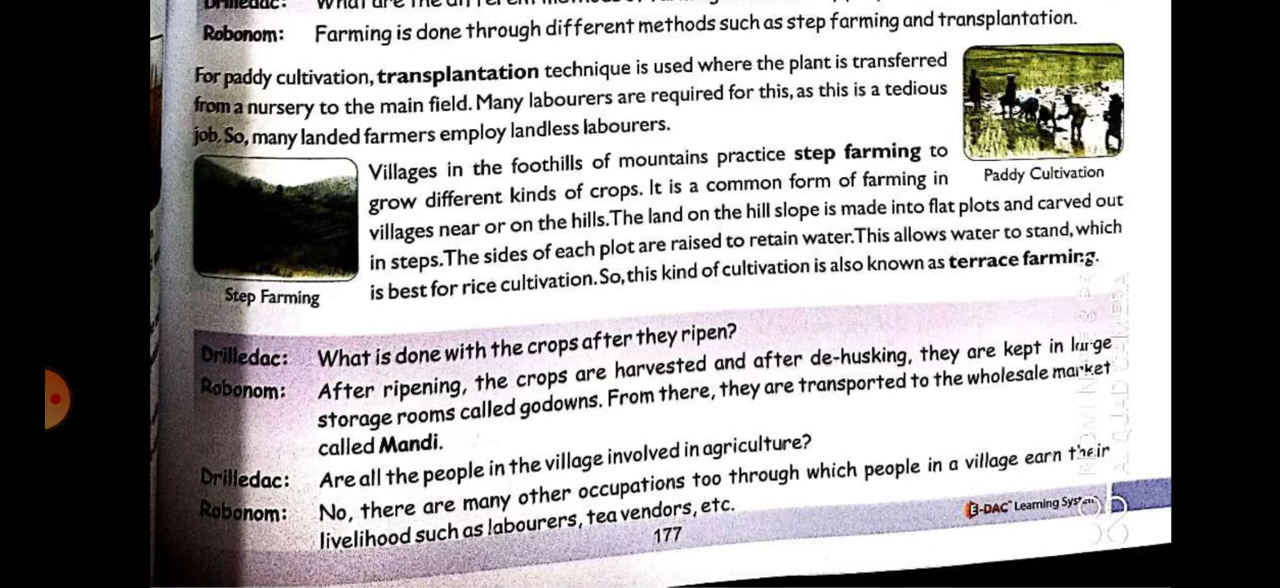 Robonom: Farming is done through different methods such as step farming and transplantation.
For paddy cultivation, transplantation technique is used where the plant is transferred
from a nursery to the main field. Many labourers are required for this, as this is a tedious
job. So, many landed farmers employ landless labourers.
Paddy Cultivation
Villages in the foothills of mountains practice step farming to
grow different kinds of crops. It is a common form of farming in
villages near or on the hills. The land on the hill slope is made into flat plots and carved out
in steps. The sides of each plot are raised to retain water. This allows water to stand, which
is best for rice cultivation. So, this kind of cultivation is also known as terrace farming.
Step Farming
Drilledac: What is done with the crops after they ripen?
Robonom: After ripening, the crops are harvested and after de-husking, they are kept in large
storage rooms called godowns. From there, they are transported to the wholesale market
called Mandi.
Drilledac: Are all the people in the village involved in agriculture?
Robonom: No, there are many other occupations too through which people in a village earn their
livelihood such as labourers, tea vendors, etc.
177
E-DAC™ Learning System